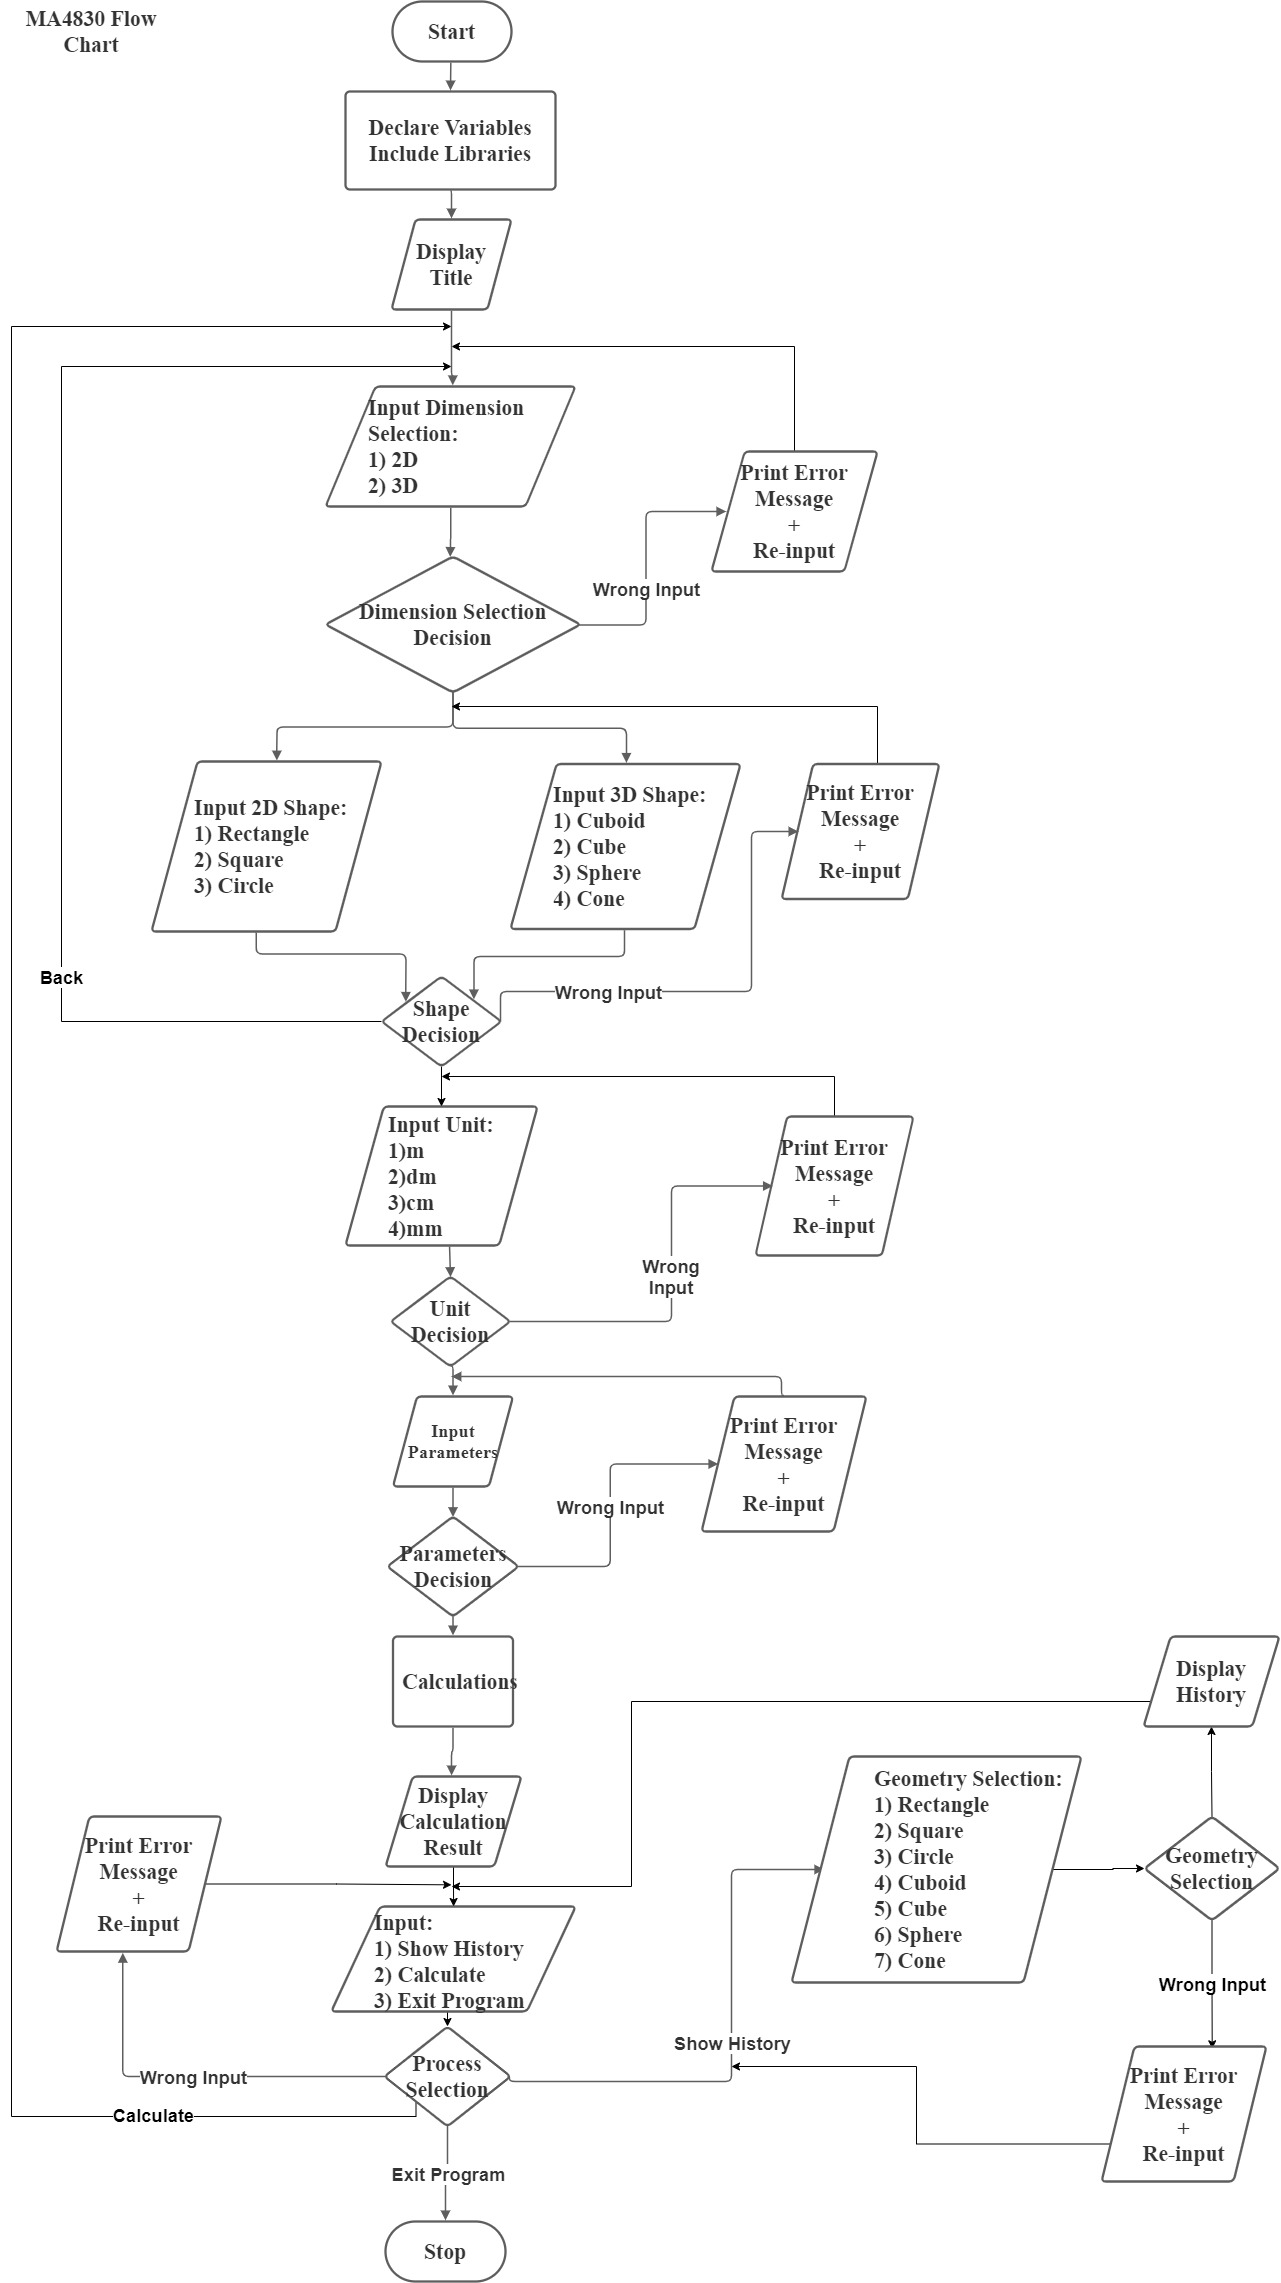 MA4830 Flow
Chart
Start
Declare Variables
Include Libraries
Display
Title
Input Dimension
Selection:
1) 2D
2) 3D
Print Error
Message
+
Re-input
Wrong Input
Dimension Selection
Decision
Input 2D Shape:
1) Rectangle
2) Square
3) Circle
Input 3D Shape:
1) Cuboid
2) Cube
3) Sphere
4) Cone
Print Error
Message
+
Re-input
Back
Wrong Input
Shape
Decision
Input Unit:
1)m
2)dm
3)cm
4)mm
Print Error
Message
+
Re-input
Wrong
Input
Unit
Decision
Input
Parameters
Print Error
Message
+
Re-input
Wrong Input
Parameters
Decision
Calculations
Display
History
Display
Calculation
Result
Geometry Selection:
1) Rectangle
2) Square
3) Circle
4) Cuboid
5) Cube
6) Sphere
7) Cone
Geometry
Selection
Print Error
Message
+
Re-input
Input:
1) Show History
2) Calculate
3) Exit Program
Wrong Input
Show History
Process
Selection
Wrong Input
Calculate
Print Error
Message
+
Re-input
Exit Program
Stop